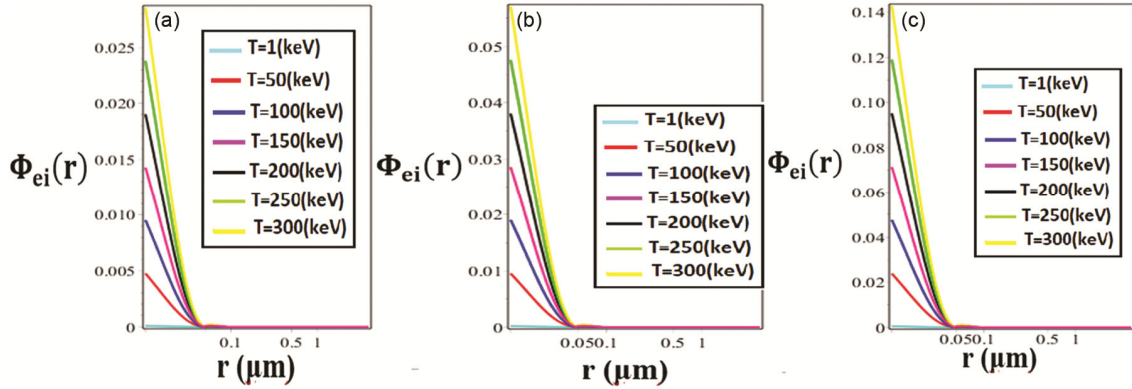 (a)
0.025
0.020
0.015
0.010
0.005
0
Φei(r)
T=1(keV)
T=50(keV)
T=100(keV)
T=150(keV)
T=200(keV)
T=250(keV)
T=300(keV)
0.1 0.5 1
r (μm)
(b)
0.05
0.04
0.03
0.02
0.01
0
Φei(r)
T=1(keV)
T=50(keV)
T=100(keV)
T=150(keV)
T=200(keV)
T=250(keV)
T=300(keV)
0.050.1 0.5 1
r (μm)
(c)
0.14
0.12
0.10
0.08
0.06
0.04
0.02
0
Φei(r)
T=1(keV)
T=50(keV)
T=100(keV)
T=150(keV)
T=200(keV)
T=250(keV)
T=300(keV)
0.050.1 0.5 1
r (μm)